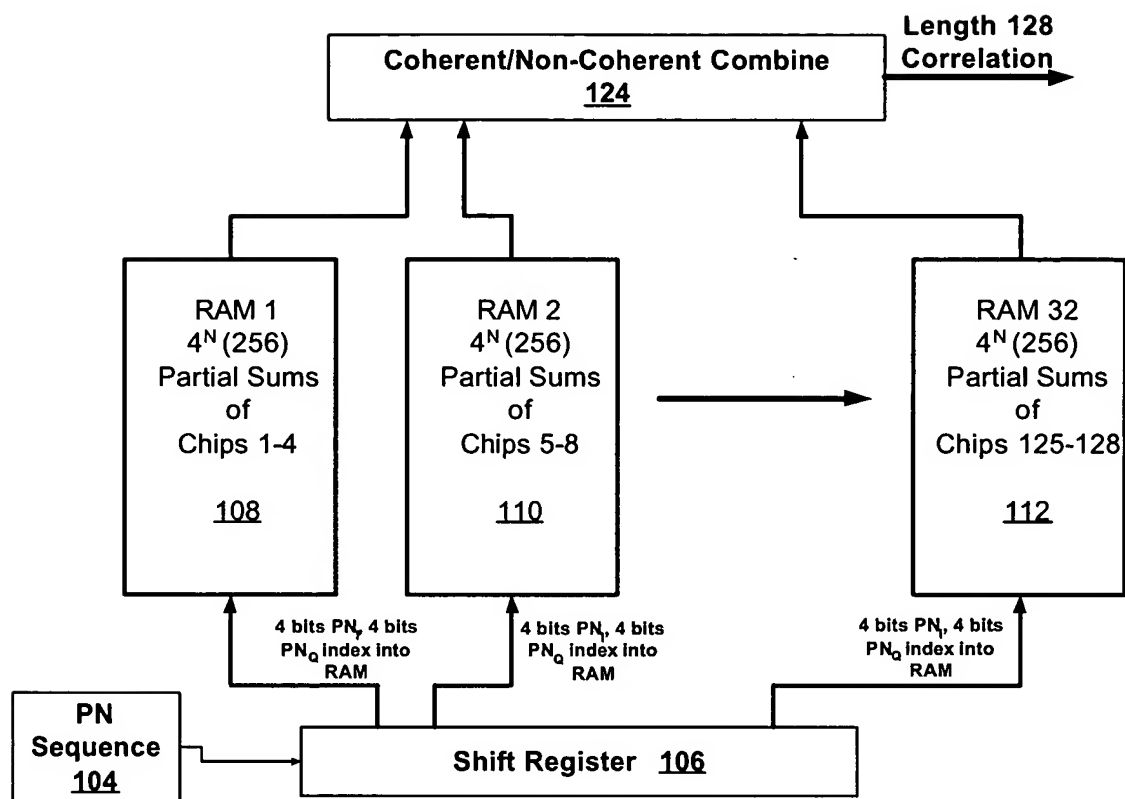 Length 128
Correlation
Coherent/Non-Coherent Combine
124
RAM 1
4^N (256)
Partial Sums
of
Chips 1-4
108
RAM 2
4^N (256)
Partial Sums
of
Chips 5-8
110
RAM 32
4^N (256)
Partial Sums
of
Chips 125-128
112
4 bits PN_I, 4 bits
PN_Q index into
RAM
4 bits PN_I, 4 bits
PN_Q index into
RAM
4 bits PN_I, 4 bits
PN_Q index into
RAM
PN
Sequence
104
Shift Register 106